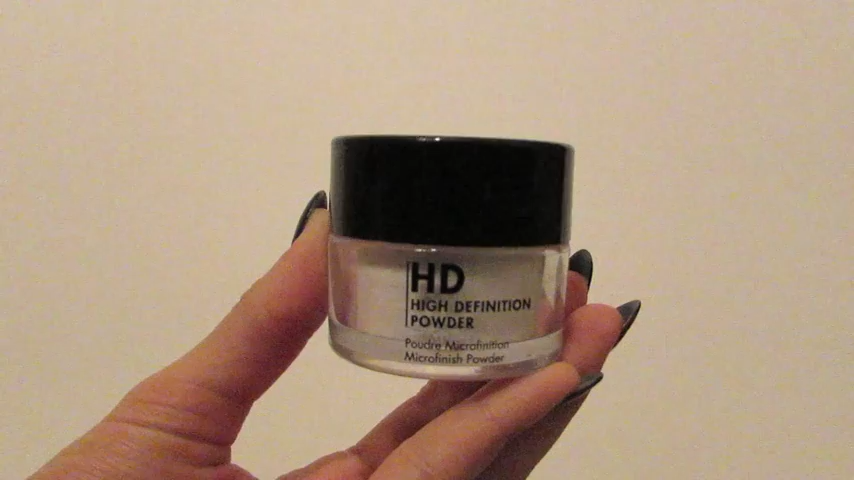 HD
HIGH DEFINITION
POWDER
Poudre Microfinition
Microfinish Powder